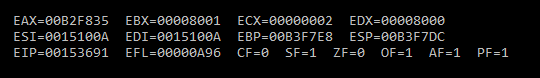 EAX=00B2F835 EBX=00008001 ECX=00000002 EDX=00008000
ESI=0015100A EDI=0015100A EBP=00B3F7E8 ESP=00B3F7DC
EIP=00153691 EFL=00000A96 CF=0 SF=1 ZF=0 OF=1 AF=1 PF=1